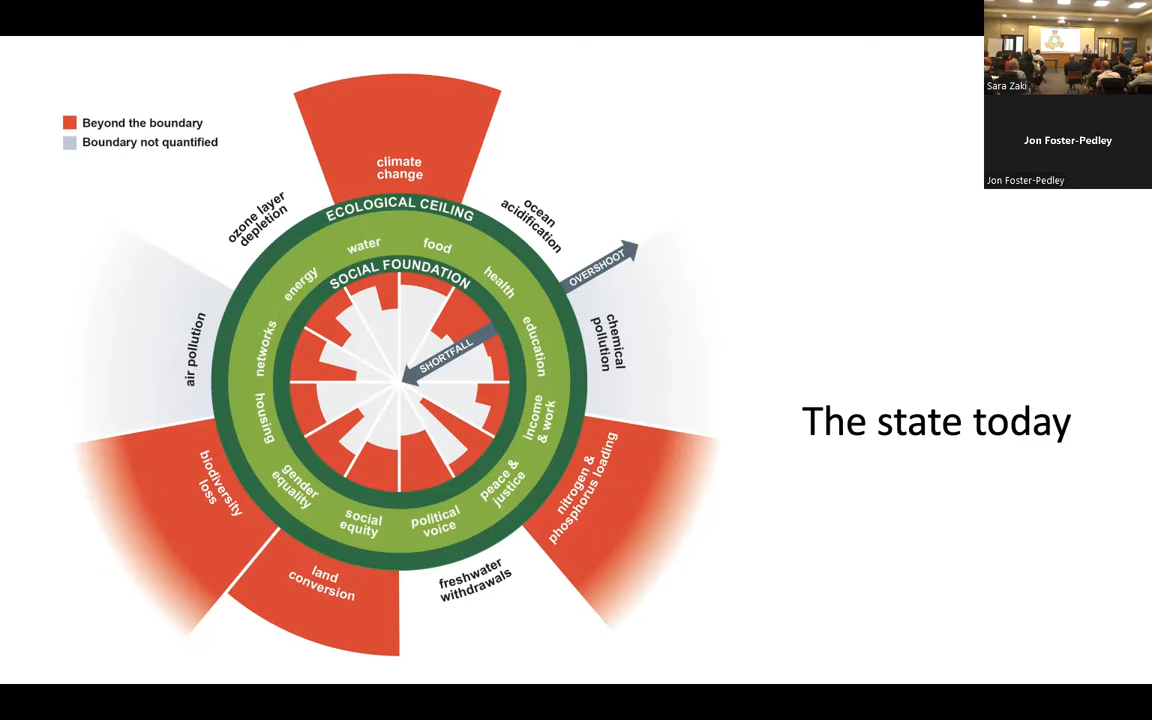 Beyond the boundary
Boundary not quantified
climate
change
ozone layer
depletion
ocean
acidification
ECOLOGICAL CEILING
water
food
energy
health
SOCIAL FOUNDATION
OVERSHOOT
air pollution
networks
education
chemical
pollution
SHORTFALL
housing
income
& work
biodiversity
loss
gender
equality
peace &
justice
nitrogen &
phosphorus loading
social
equity
political
voice
land
conversion
freshwater
withdrawals
The state today
Sara Zaki
Jon Foster-Pedley
Jon Foster-Pedley